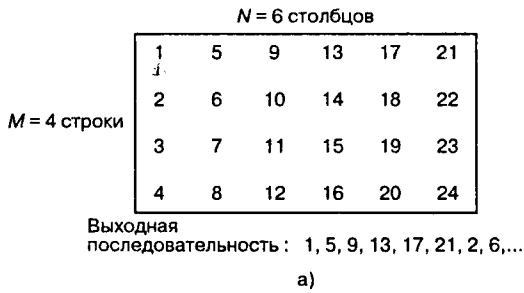 N = 6 столбцов
1 5 9 13 17 21
2 6 10 14 18 22
M = 4 строки
3 7 11 15 19 23
4 8 12 16 20 24
Выходная
последовательность : 1, 5, 9, 13, 17, 21, 2, 6,...
а)